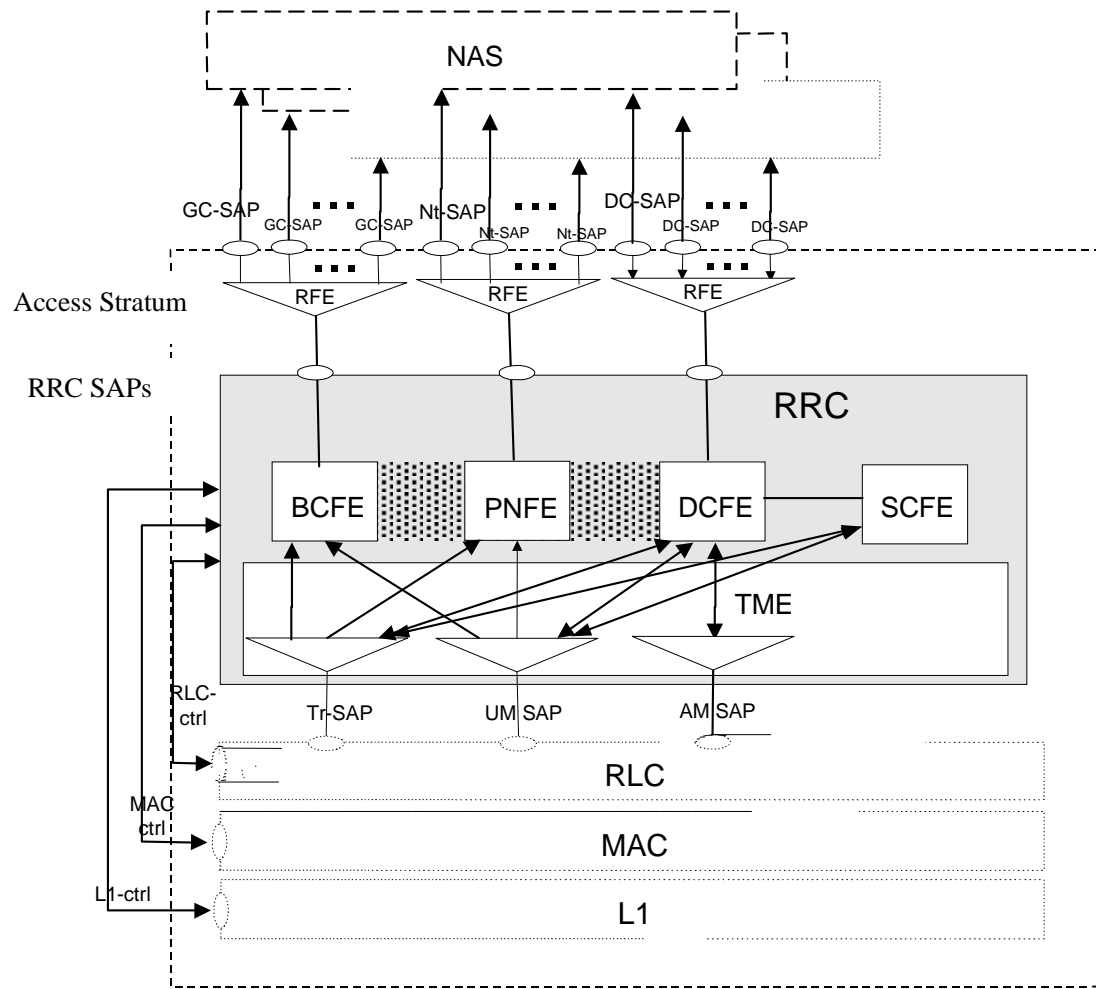 NAS
GC-SAP
GC-SAP
GC-SAP
Nt-SAP
Nt-SAP
Nt-SAP
DC-SAP
DC-SAP
DC-SAP
RFE
RFE
RFE
Access Stratum
RRC SAPs
RRC
BCFE
PNFE
DCFE
SCFE
TME
RLC-
ctrl
Tr-SAP
UM SAP
AM SAP
RLC
MAC
ctrl
MAC
L1-ctrl
L1